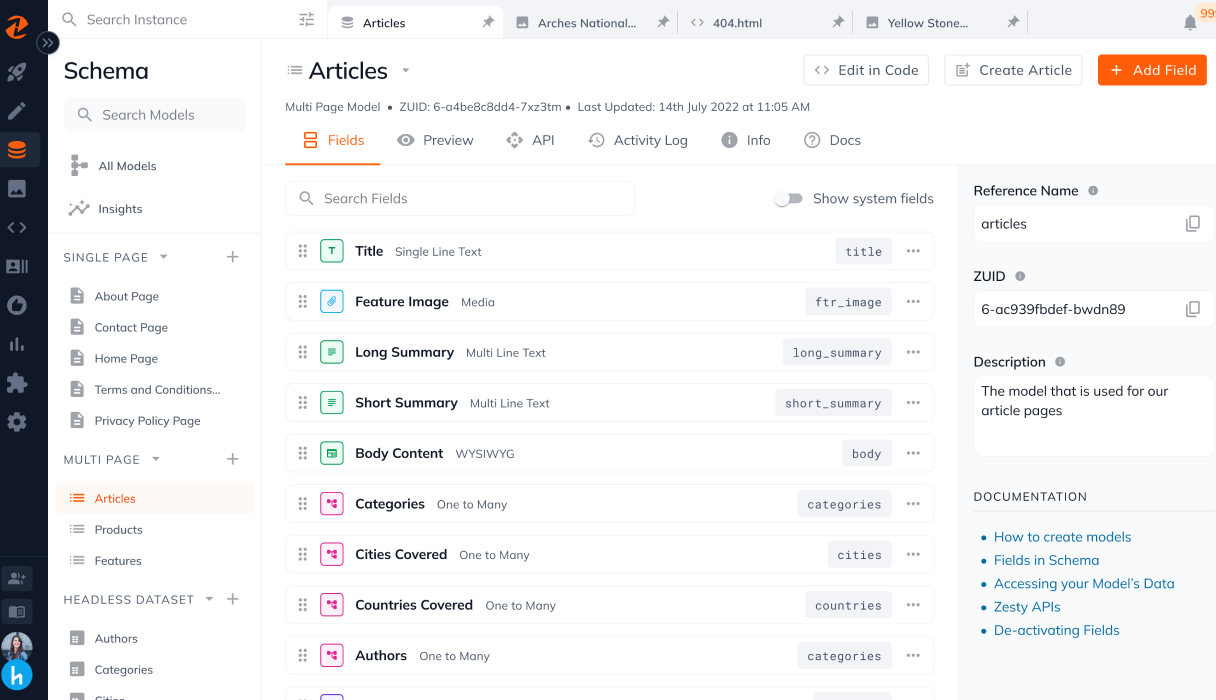 Search Instance
Articles
Arches National...
404.html
Yellow Stone...
99
Schema
Search Models
All Models
Insights
SINGLE PAGE
About Page
Contact Page
Home Page
Terms and Conditions...
Privacy Policy Page
MULTI PAGE
Articles
Products
Features
HEADLESS DATASET
Authors
Categories
Cities
Articles
Edit in Code
Create Article
Add Field
Multi Page Model • ZUID: 6-a4be8c8dd4-7xz3tm • Last Updated: 14th July 2022 at 11:05 AM
Fields
Preview
API
Activity Log
Info
Docs
Search Fields
Show system fields
T Title Single Line Text title
Feature Image Media ftr_image
Long Summary Multi Line Text long_summary
Short Summary Multi Line Text short_summary
Body Content WYSIWYG body
Categories One to Many categories
Cities Covered One to Many cities
Countries Covered One to Many countries
Authors One to Many categories
Reference Name
articles
ZUID
6-ac939fbdef-bwdn89
Description
The model that is used for our
article pages
DOCUMENTATION
• How to create models
• Fields in Schema
• Accessing your Model's Data
• Zesty APIs
• De-activating Fields